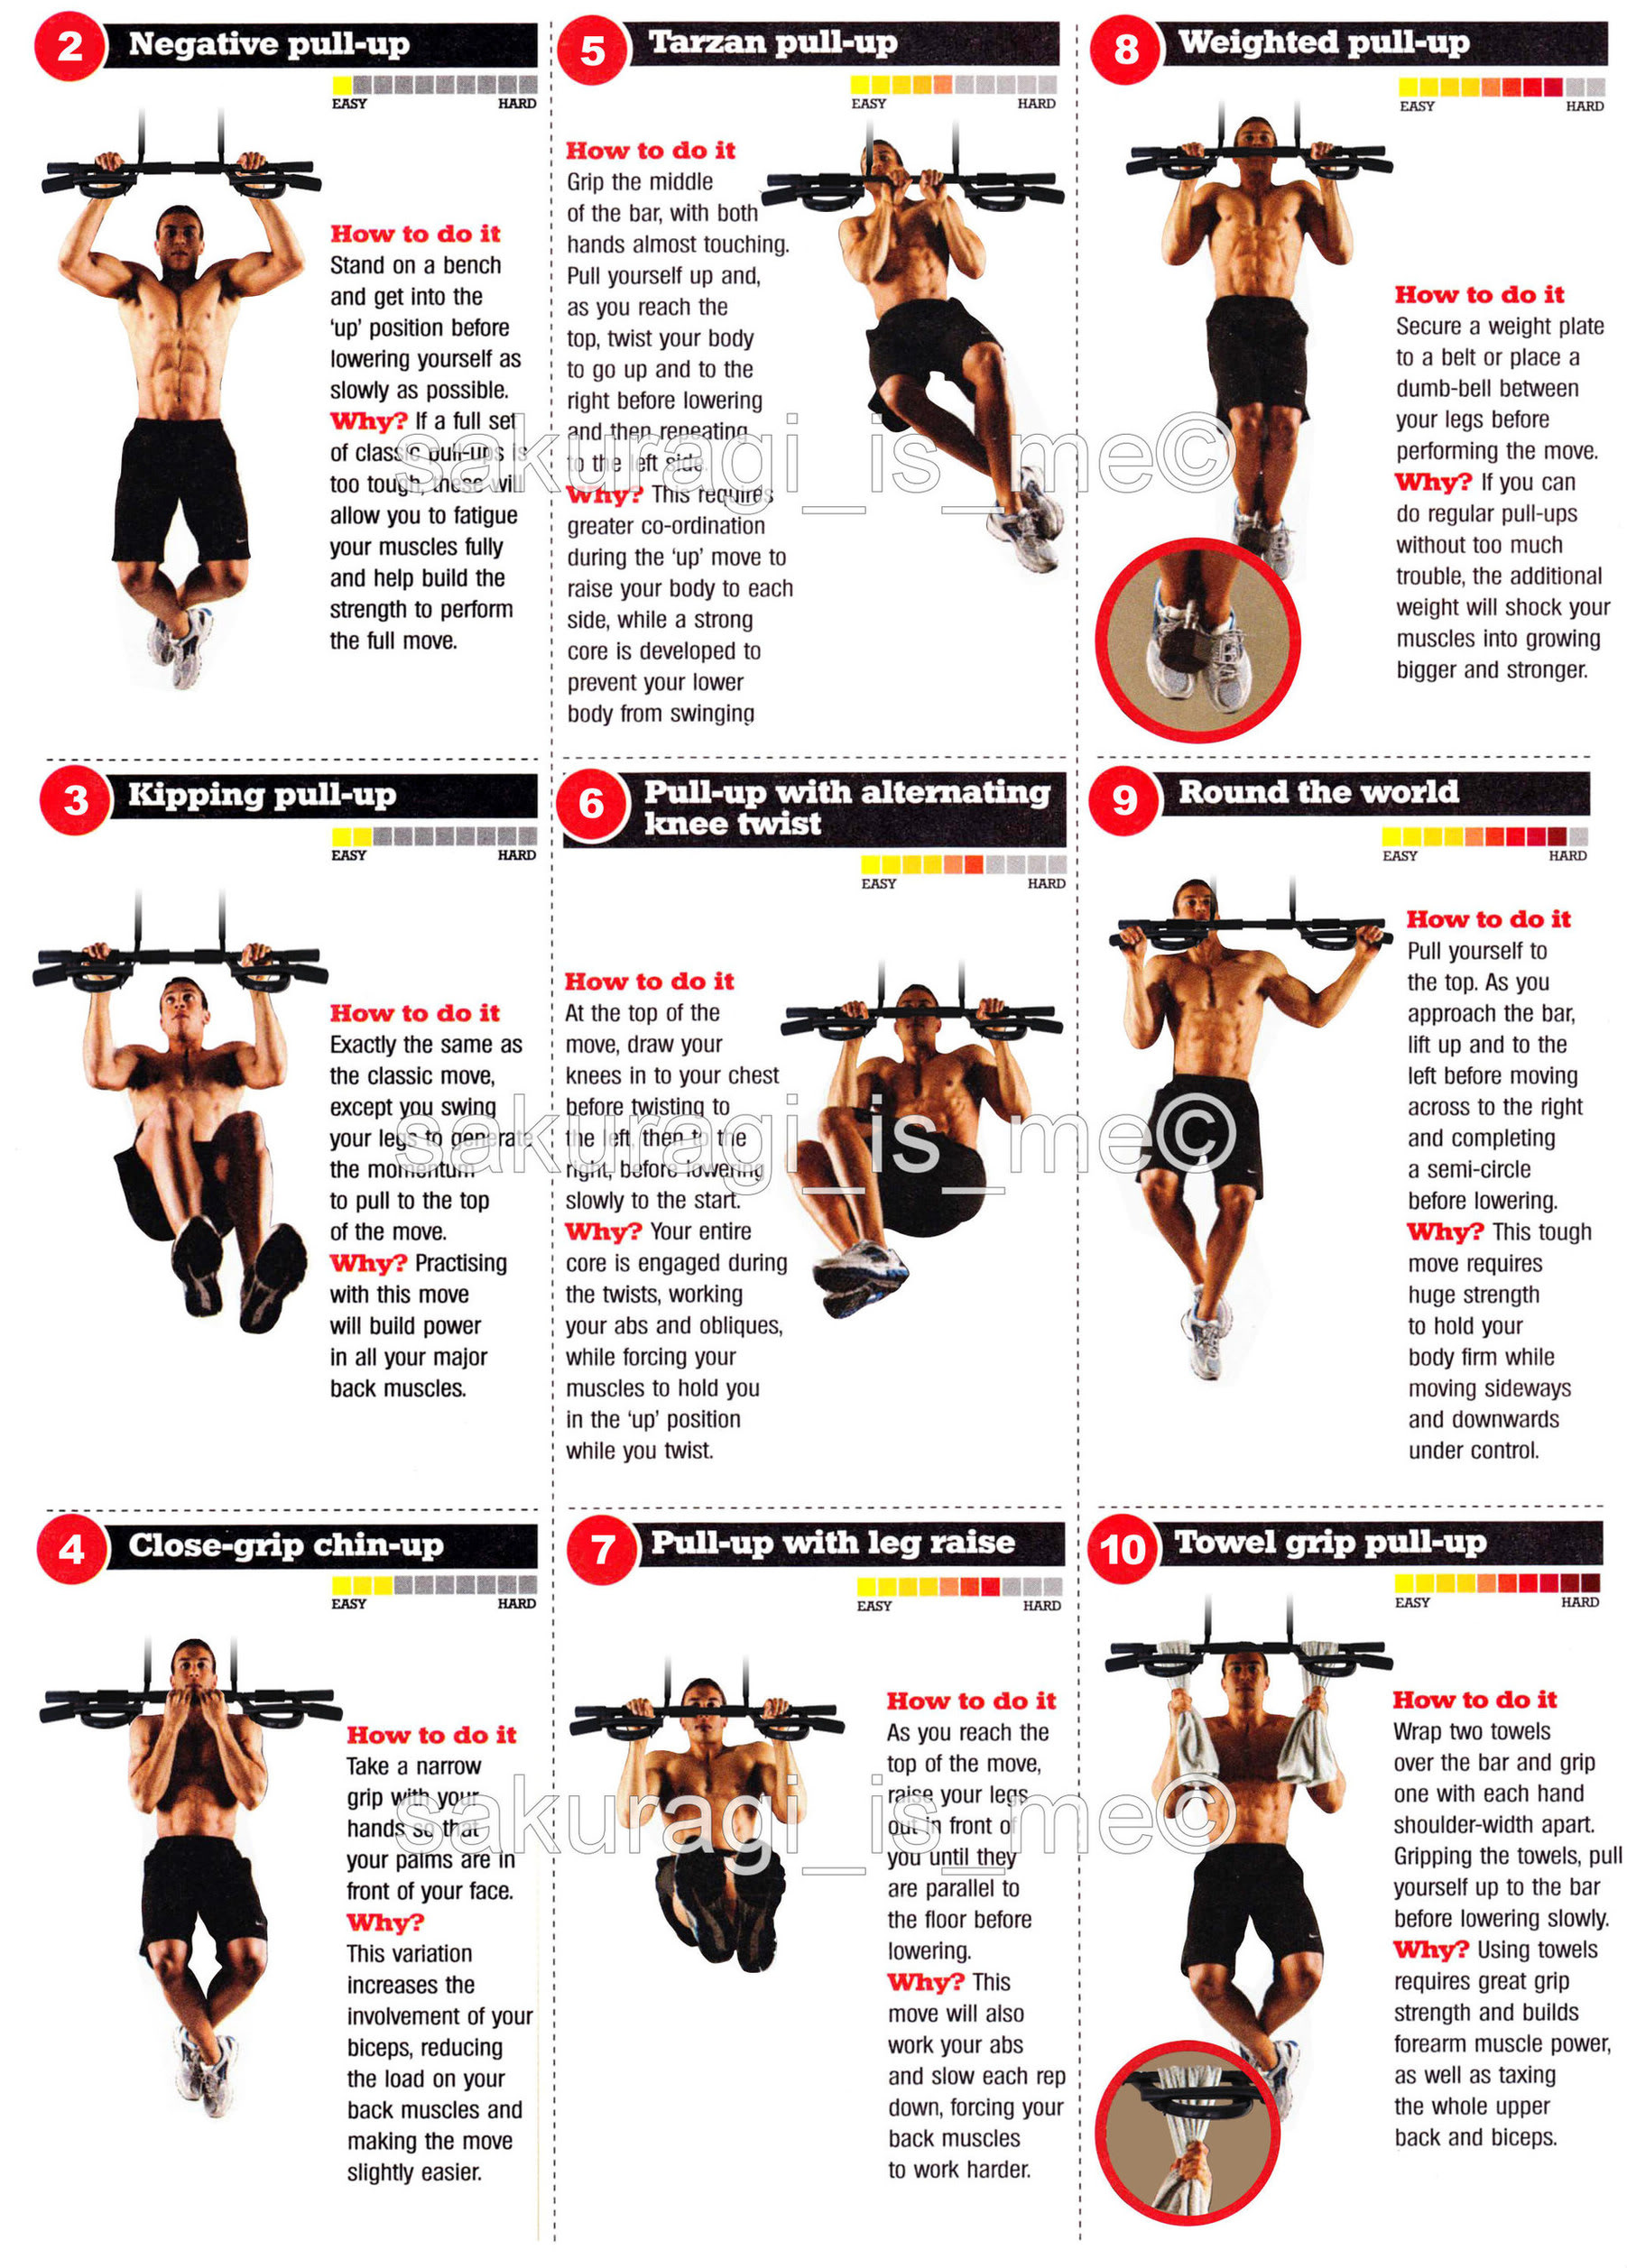 2 Negative pull-up
EASY HARD
How to do it
Stand on a bench
and get into the
'up' position before
lowering yourself as
slowly as possible.
Why? If a full set
of classic pull-ups is
too tough, these will
allow you to fatigue
your muscles fully
and help build the
strength to perform
the full move.
3 Kipping pull-up
EASY HARD
How to do it
Exactly the same as
the classic move,
except you swing
your legs to generate
the momentum
to pull to the top
of the move.
Why? Practising
with this move
will build power
in all your major
back muscles.
4 Close-grip chin-up
EASY HARD
How to do it
Take a narrow
grip with your
hands so that
your palms are in
front of your face.
Why?
This variation
increases the
involvement of your
biceps, reducing
the load on your
back muscles and
making the move
slightly easier.
5 Tarzan pull-up
EASY HARD
How to do it
Grip the middle
of the bar, with both
hands almost touching.
Pull yourself up and,
as you reach the
top, twist your body
to go up and to the
right before lowering
and then repeating
to the left side.
Why? This requires
greater co-ordination
during the 'up' move to
raise your body to each
side, while a strong
core is developed to
prevent your lower
body from swinging
6 Pull-up with alternating
knee twist
EASY HARD
How to do it
At the top of the
move, draw your
knees in to your chest
before twisting to
the left, then to the
right, before lowering
slowly to the start.
Why? Your entire
core is engaged during
the twists, working
your abs and obliques,
while forcing your
muscles to hold you
in the 'up' position
while you twist.
7 Pull-up with leg raise
EASY HARD
How to do it
As you reach the
top of the move,
raise your legs
out in front of
you until they
are parallel to
the floor before
lowering.
Why? This
move will also
work your abs
and slow each rep
down, forcing your
back muscles
to work harder.
8 Weighted pull-up
EASY HARD
How to do it
Secure a weight plate
to a belt or place a
dumb-bell between
your legs before
performing the move.
Why? If you can
do regular pull-ups
without too much
trouble, the additional
weight will shock your
muscles into growing
bigger and stronger.
9 Round the world
EASY HARD
How to do it
Pull yourself to
the top. As you
approach the bar,
lift up and to the
left before moving
across to the right
and completing
a semi-circle
before lowering.
Why? This tough
move requires
huge strength
to hold your
body firm while
moving sideways
and downwards
under control.
10 Towel grip pull-up
EASY HARD
How to do it
Wrap two towels
over the bar and grip
one with each hand
shoulder-width apart.
Gripping the towels, pull
yourself up to the bar
before lowering slowly.
Why? Using towels
requires great grip
strength and builds
forearm muscle power,
as well as taxing
the whole upper
back and biceps.
sakuragi_is_me©
sakuragi_is_me©
sakuragi_is_me©